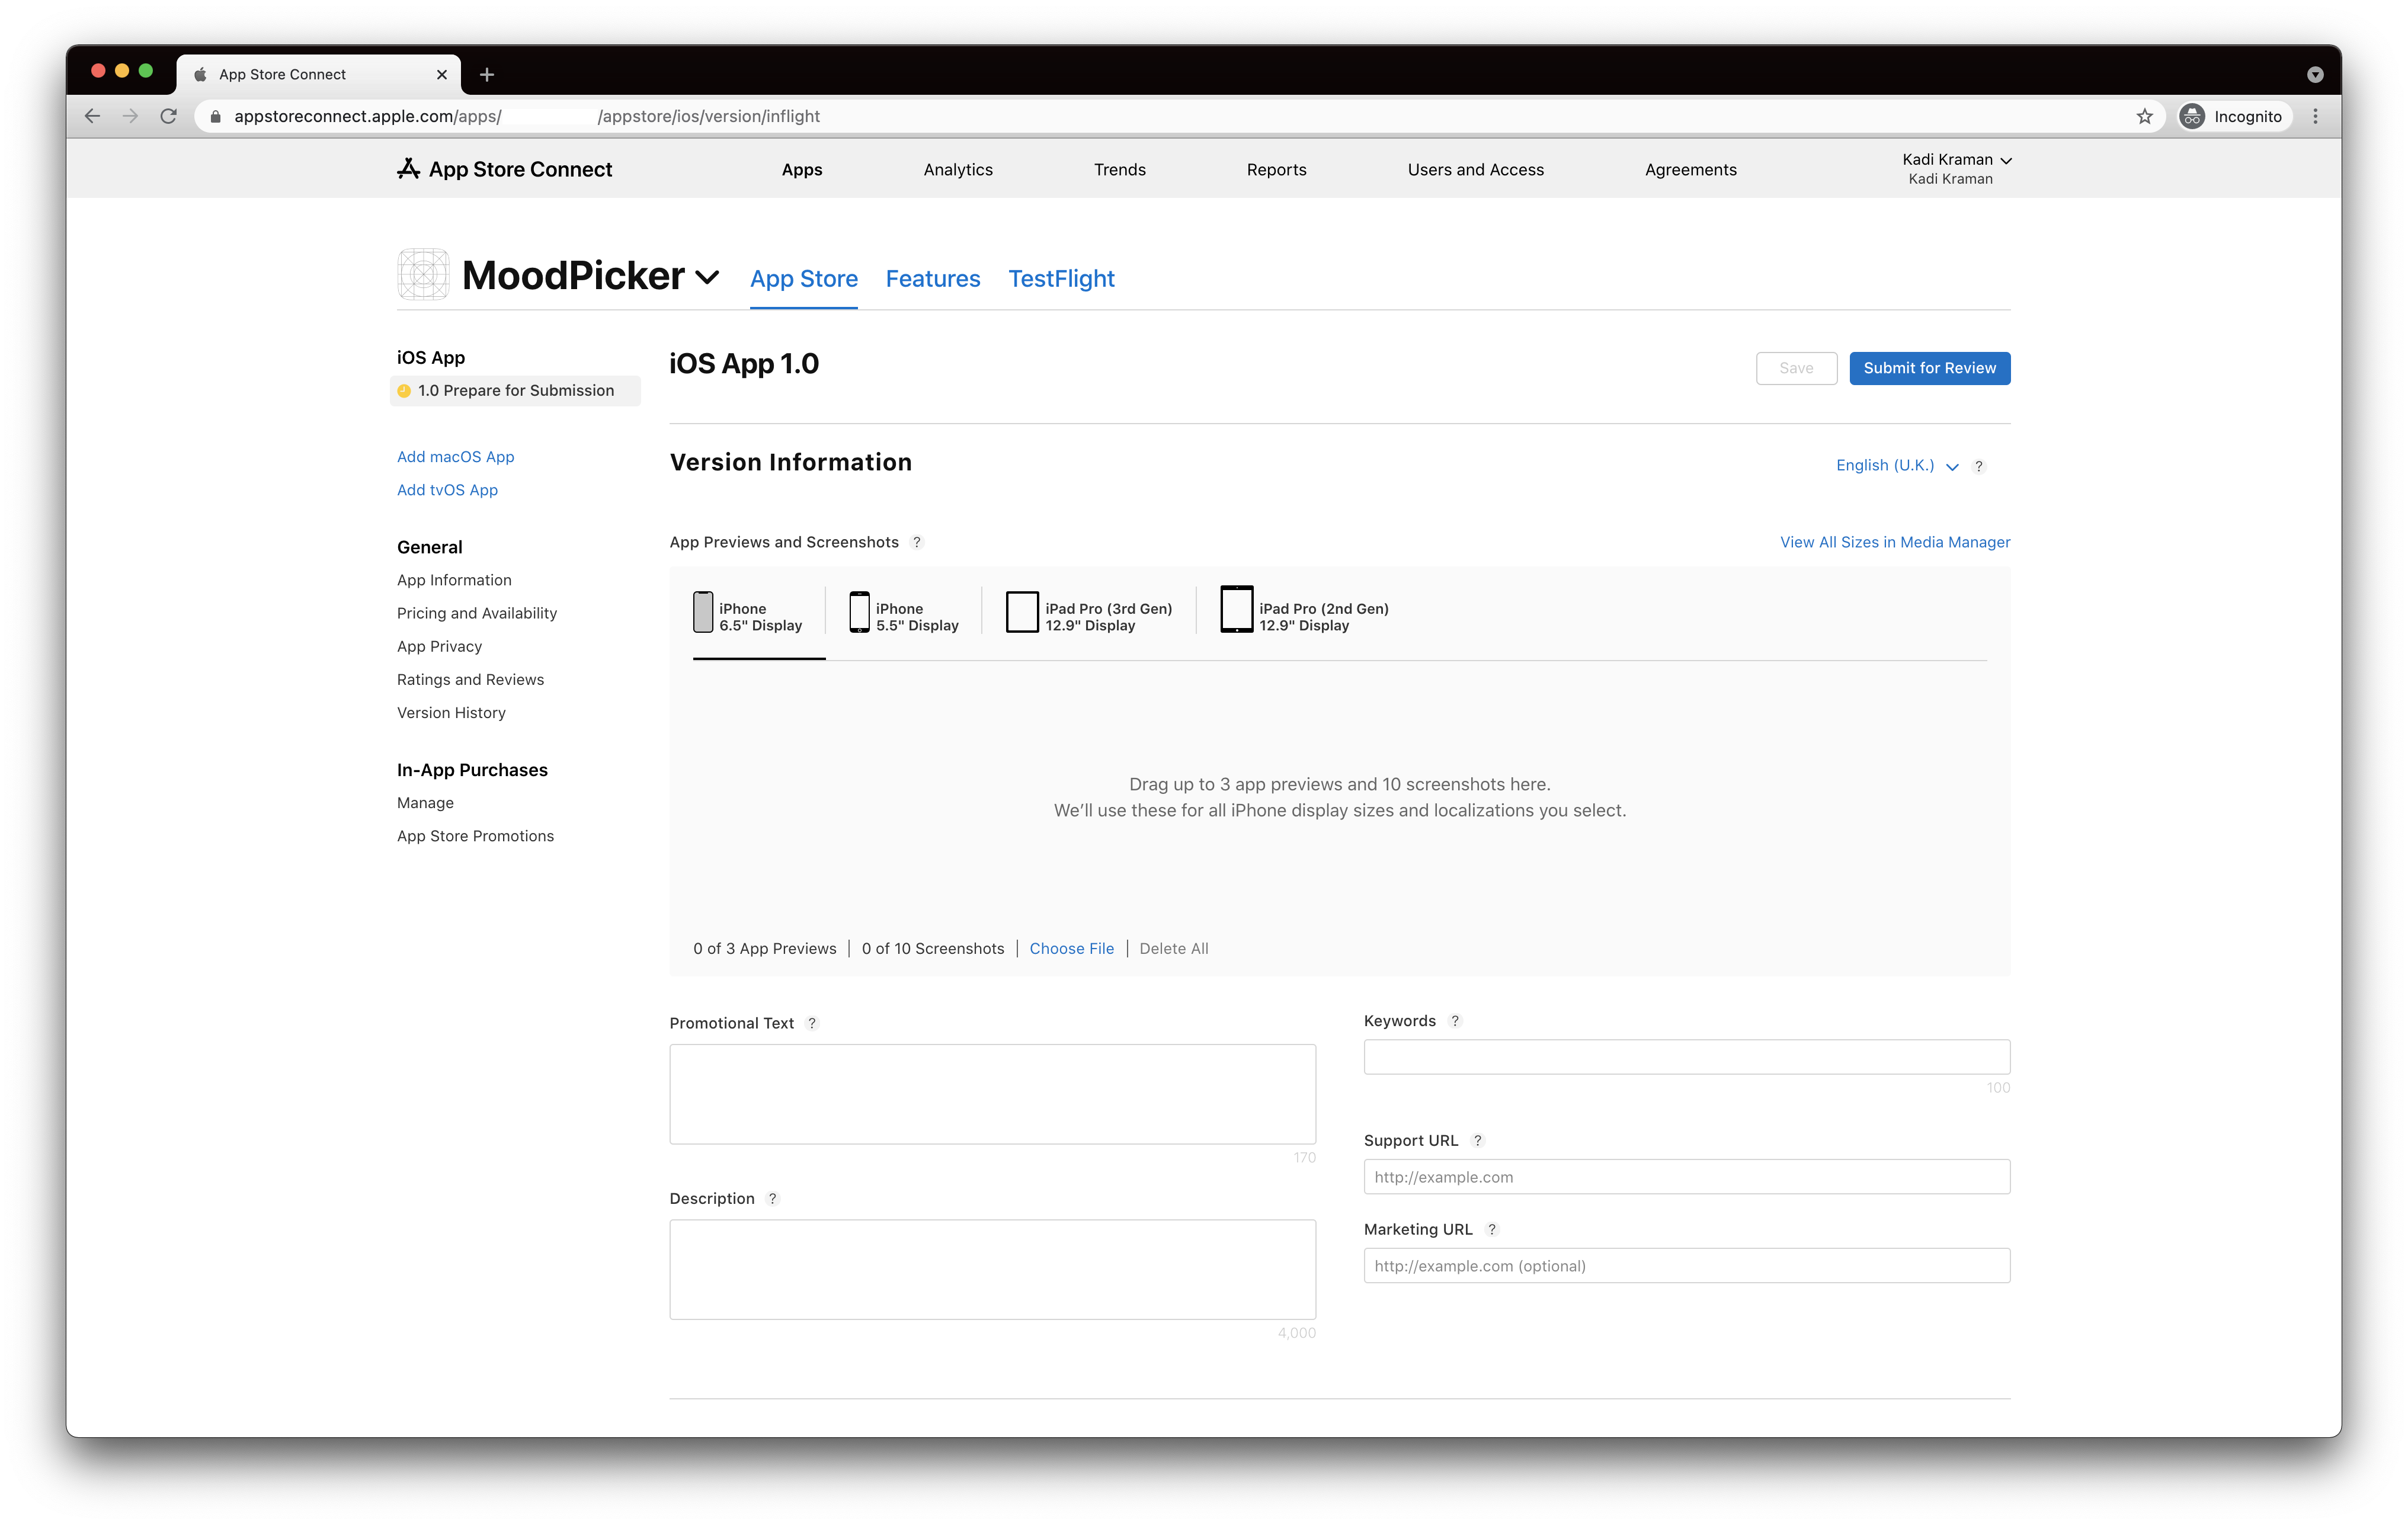 App Store Connect
appstoreconnect.apple.com/apps/ /appstore/ios/version/inflight
Incognito
App Store Connect
Apps
Analytics
Trends
Reports
Users and Access
Agreements
Kadi Kraman
Kadi Kraman
MoodPicker
App Store
Features
TestFlight
iOS App
1.0 Prepare for Submission
Add macOS App
Add tvOS App
General
App Information
Pricing and Availability
App Privacy
Ratings and Reviews
Version History
In-App Purchases
Manage
App Store Promotions
iOS App 1.0
Save
Submit for Review
Version Information
English (U.K.)
?
App Previews and Screenshots ?
View All Sizes in Media Manager
iPhone
6.5" Display
iPhone
5.5" Display
iPad Pro (3rd Gen)
12.9" Display
iPad Pro (2nd Gen)
12.9" Display
Drag up to 3 app previews and 10 screenshots here.
We’ll use these for all iPhone display sizes and localizations you select.
0 of 3 App Previews
0 of 10 Screenshots
Choose File
Delete All
Promotional Text ?
170
Description ?
4,000
Keywords ?
100
Support URL ?
http://example.com
Marketing URL ?
http://example.com (optional)